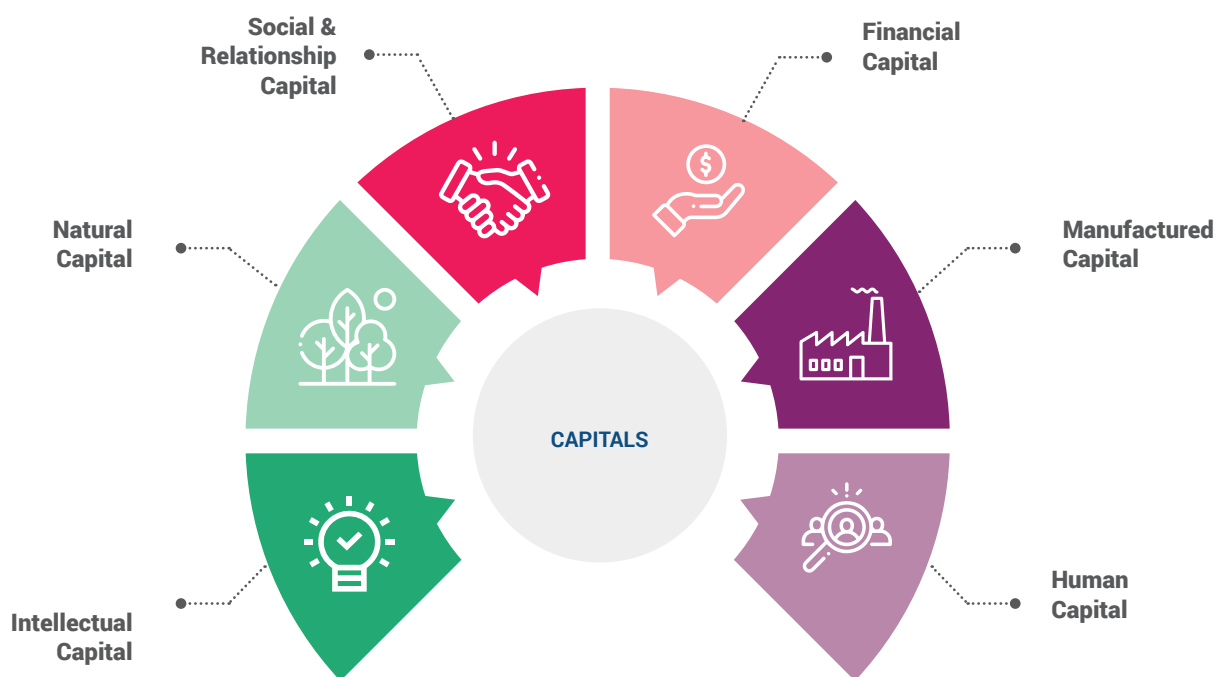 Social &
Relationship
Capital
Financial
Capital
Natural
Capital
Manufactured
Capital
$
CAPITALS
Intellectual
Capital
Human
Capital